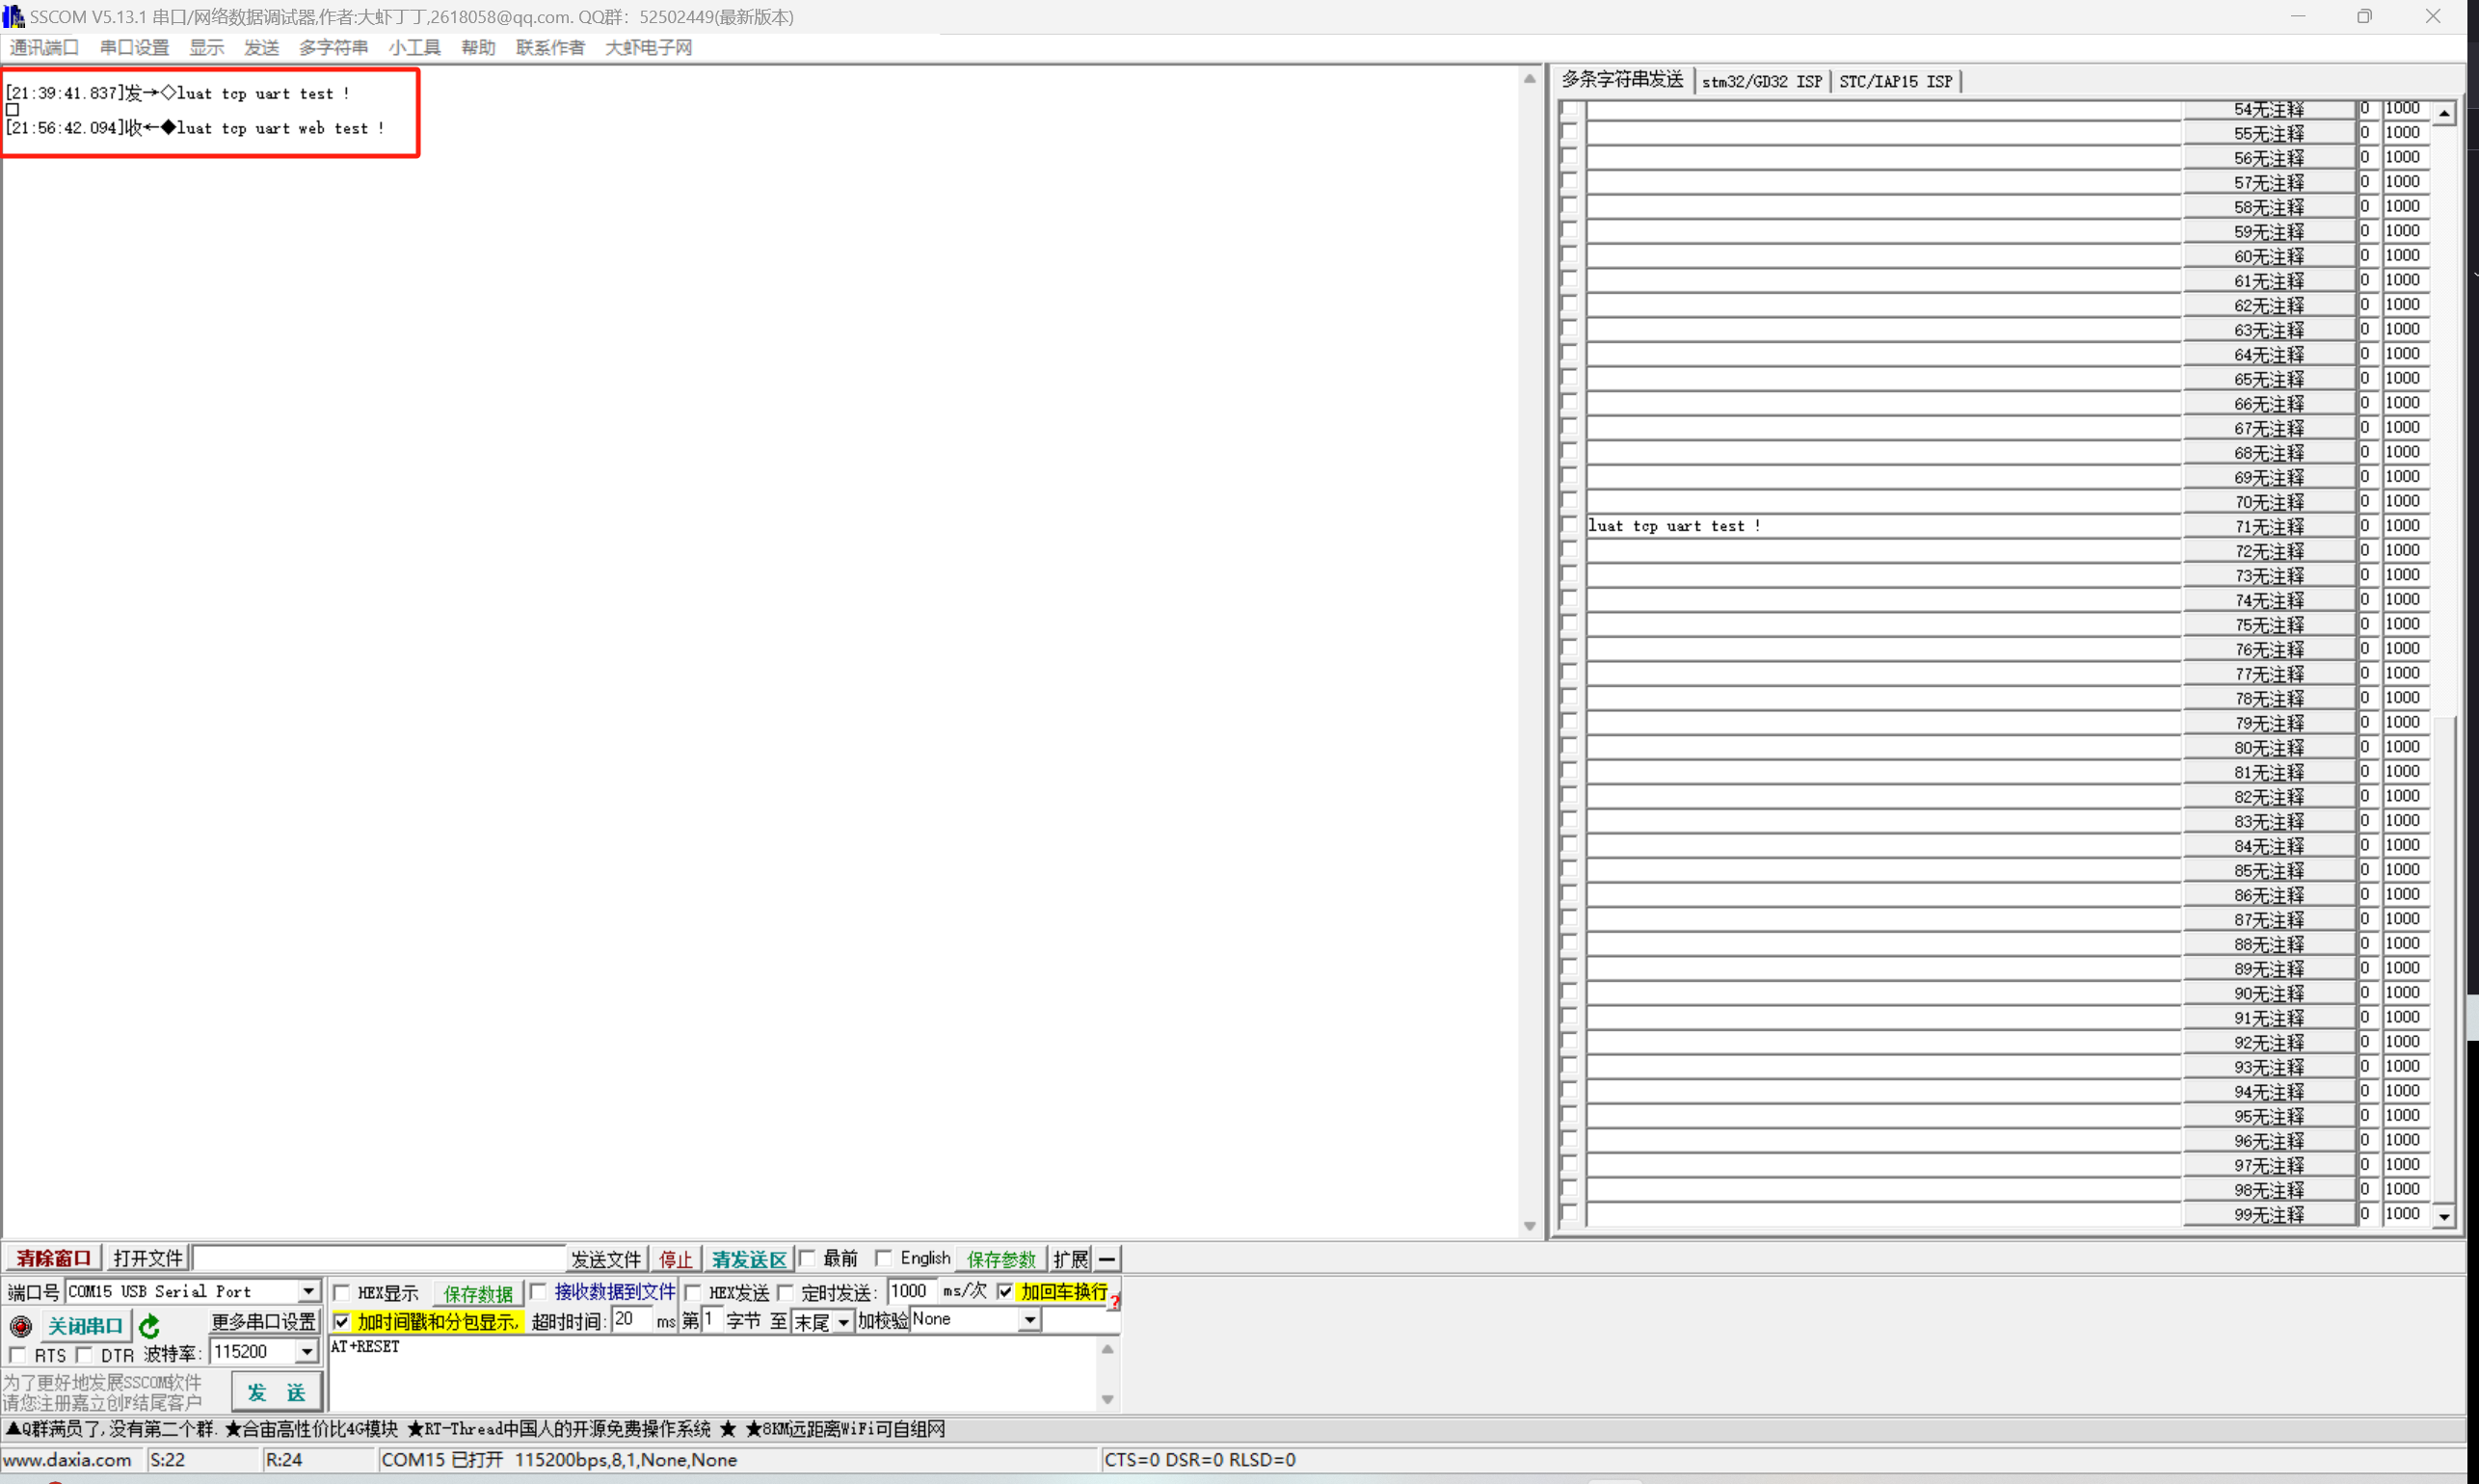 SSCOM V5.13.1 串口/网络数据调试器,作者:大虾丁丁,2618058@qq.com. QQ群：52502449(最新版本)
通讯端口 串口设置 显示 发送 多字符串 小工具 帮助 联系作者 大虾电子网
[21:39:41.837]发→◇luat tcp uart test !
□
[21:56:42.094]收←◆luat tcp uart web test !
多条字符串发送 stm32/GD32 ISP STC/IAP15 ISP
54无注释 0 1000
55无注释 0 1000
56无注释 0 1000
57无注释 0 1000
58无注释 0 1000
59无注释 0 1000
60无注释 0 1000
61无注释 0 1000
62无注释 0 1000
63无注释 0 1000
64无注释 0 1000
65无注释 0 1000
66无注释 0 1000
67无注释 0 1000
68无注释 0 1000
69无注释 0 1000
70无注释 0 1000
luat tcp uart test ! 71无注释 0 1000
72无注释 0 1000
73无注释 0 1000
74无注释 0 1000
75无注释 0 1000
76无注释 0 1000
77无注释 0 1000
78无注释 0 1000
79无注释 0 1000
80无注释 0 1000
81无注释 0 1000
82无注释 0 1000
83无注释 0 1000
84无注释 0 1000
85无注释 0 1000
86无注释 0 1000
87无注释 0 1000
88无注释 0 1000
89无注释 0 1000
90无注释 0 1000
91无注释 0 1000
92无注释 0 1000
93无注释 0 1000
94无注释 0 1000
95无注释 0 1000
96无注释 0 1000
97无注释 0 1000
98无注释 0 1000
99无注释 0 1000
清除窗口 打开文件 发送文件 停止 清发送区 最前 English 保存参数 扩展 —
端口号 COM15 USB Serial Port HEX显示 保存数据 接收数据到文件 HEX发送 定时发送: 1000 ms/次 加回车换行 ?
关闭串口 更多串口设置 加时间戳和分包显示, 超时时间: 20 ms 第 1 字节 至 末尾 加校验 None
RTS DTR 波特率: 115200 AT+RESET
为了更好地发展SSCOM软件
请您注册嘉立创F结尾客户
发 送
▲Q群满员了,没有第二个群. ★合宙高性价比4G模块 ★RT-Thread中国人的开源免费操作系统 ★ ★8KM远距离WiFi可自组网
www.daxia.com S:22 R:24 COM15 已打开 115200bps,8,1,None,None CTS=0 DSR=0 RLSD=0